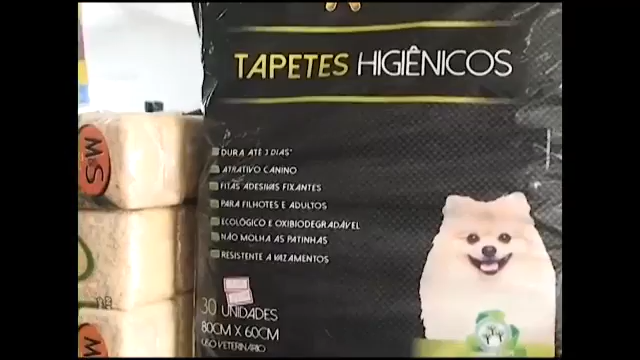 TAPETES HIGIÊNICOS
DURA ATÉ 3 DIAS*
ATRATIVO CANINO
FITAS ADESIVAS FIXANTES
PARA FILHOTES E ADULTOS
ECOLÓGICO E OXIBIODEGRADÁVEL
NÃO MOLHA AS PATINHAS
RESISTENTE A VAZAMENTOS
30 UNIDADES
80CM X 60CM
USO VETERINÁRIO
M&S
M&S